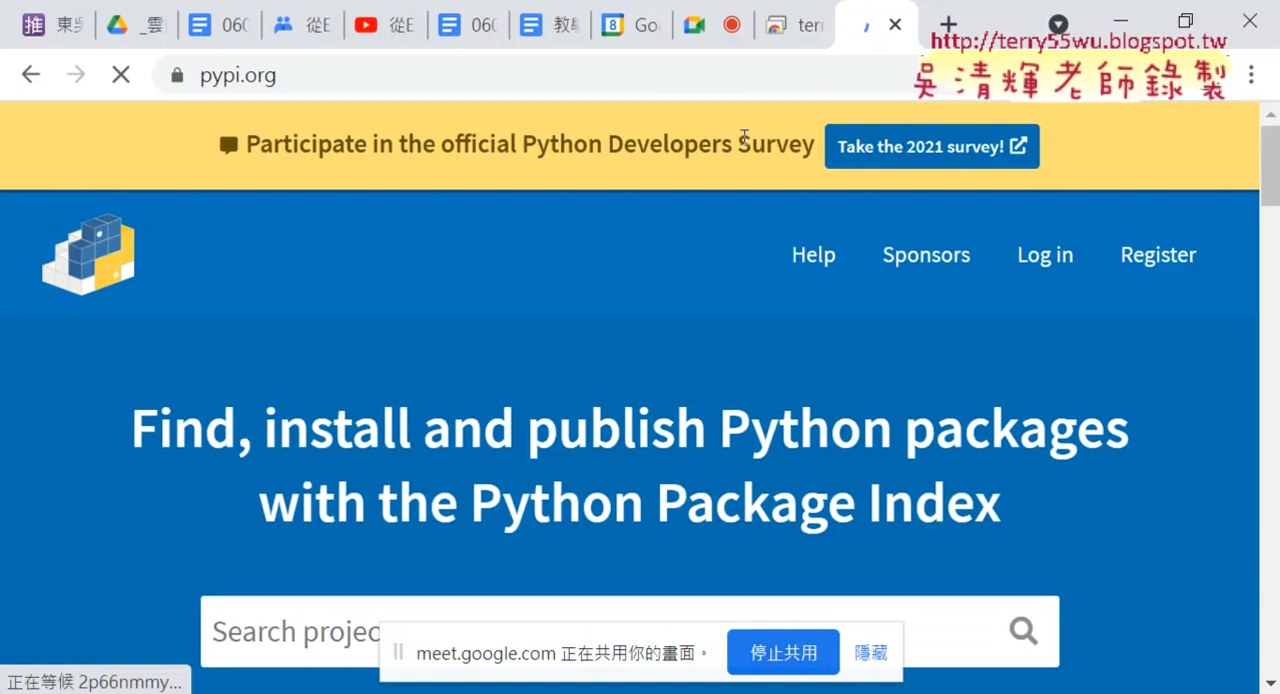 推 東吳
_雲
060
從E
從E
060
教學
8 Goo
terr
http://terry55wu.blogspot.tw
pypi.org
吳清輝老師錄製
Participate in the official Python Developers Survey
Take the 2021 survey!
Help Sponsors Log in Register
Find, install and publish Python packages
with the Python Package Index
Search projec
meet.google.com 正在共用你的畫面。 停止共用 隱藏
正在等候 2p66nmmy...